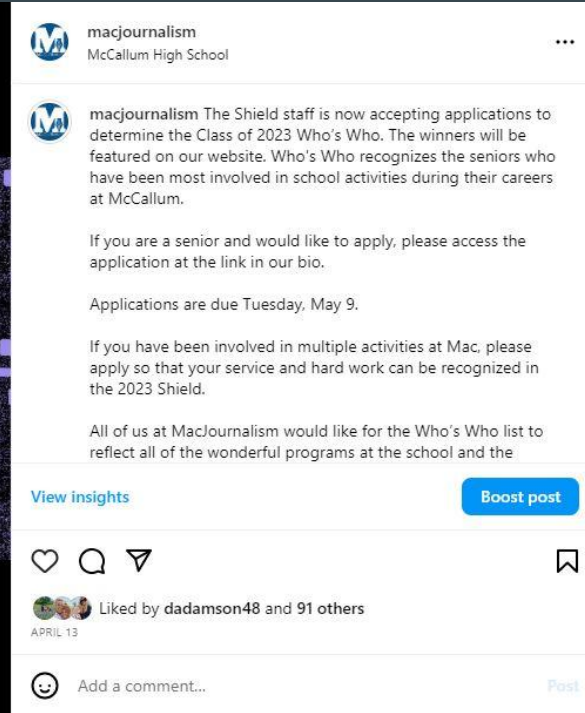 macjournalism
McCallum High School
macjournalism The Shield staff is now accepting applications to
determine the Class of 2023 Who's Who. The winners will be
featured on our website. Who's Who recognizes the seniors who
have been most involved in school activities during their careers
at McCallum.
If you are a senior and would like to apply, please access the
application at the link in our bio.
Applications are due Tuesday, May 9.
If you have been involved in multiple activities at Mac, please
apply so that your service and hard work can be recognized in
the 2023 Shield.
All of us at MacJournalism would like for the Who's Who list to
reflect all of the wonderful programs at the school and the
View insights
Boost post
Liked by dadamson48 and 91 others
APRIL 13
Add a comment...
Post